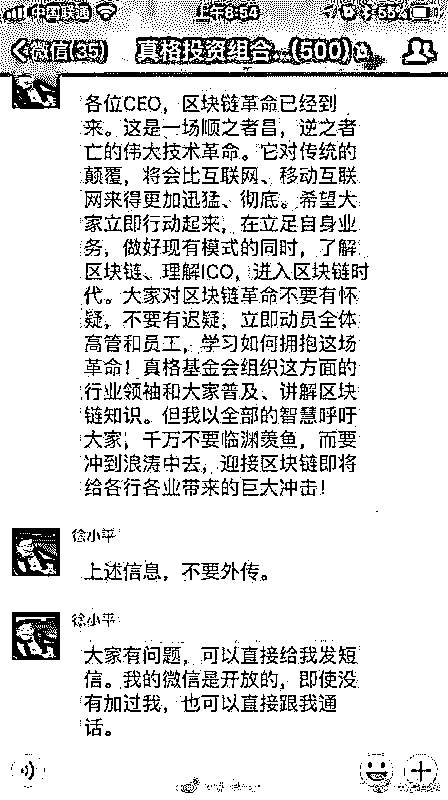 中国联通 上午8:54 55%
微信(35) 真格投资组合...(500)
各位CEO，区块链革命已经到
来。这是一场顺之者昌，逆之者
亡的伟大技术革命。它对传统的
颠覆，将会比互联网、移动互联
网来得更加迅猛、彻底。希望大
家立即行动起来，在立足自身业
务，做好现有模式的同时，了解
区块链、理解ICO，进入区块链时
代。大家对区块链革命不要有怀
疑，不要有迟疑，立即动员全体
高管和员工，学习如何拥抱这场
革命！真格基金会组织这方面的
行业领袖和大家普及、讲解区块
链知识。但我以全部的智慧呼吁
大家，千万不要临渊羡鱼，而要
冲到浪涛中去，迎接区块链即将
给各行各业带来的巨大冲击！
徐小平
上述信息，不要外传。
徐小平
大家有问题，可以直接给我发短
信。我的微信是开放的，即使没
有加过我，也可以直接跟我通
话。